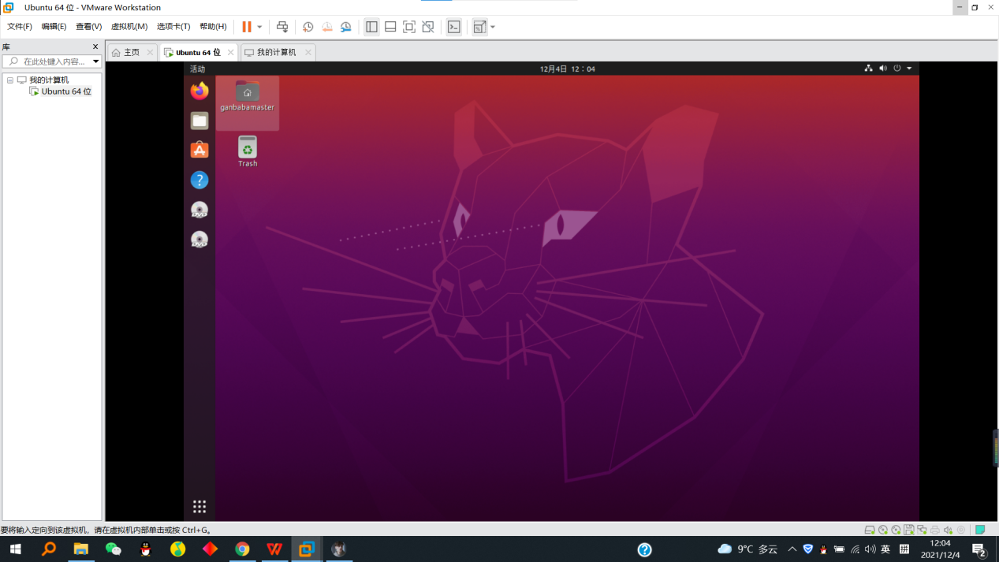 Ubuntu 64 位 - VMware Workstation
文件(F) 编辑(E) 查看(V) 虚拟机(M) 选项卡(T) 帮助(H)
库
在此处键入内容...
主页
Ubuntu 64 位
我的计算机
我的计算机
Ubuntu 64 位
活动
12月4日 12：04
ganbabamaster
Trash
要将输入定向到该虚拟机，请在虚拟机内部单击或按 Ctrl+G。
9°C 多云
英
拼
12:04
2021/12/4
2